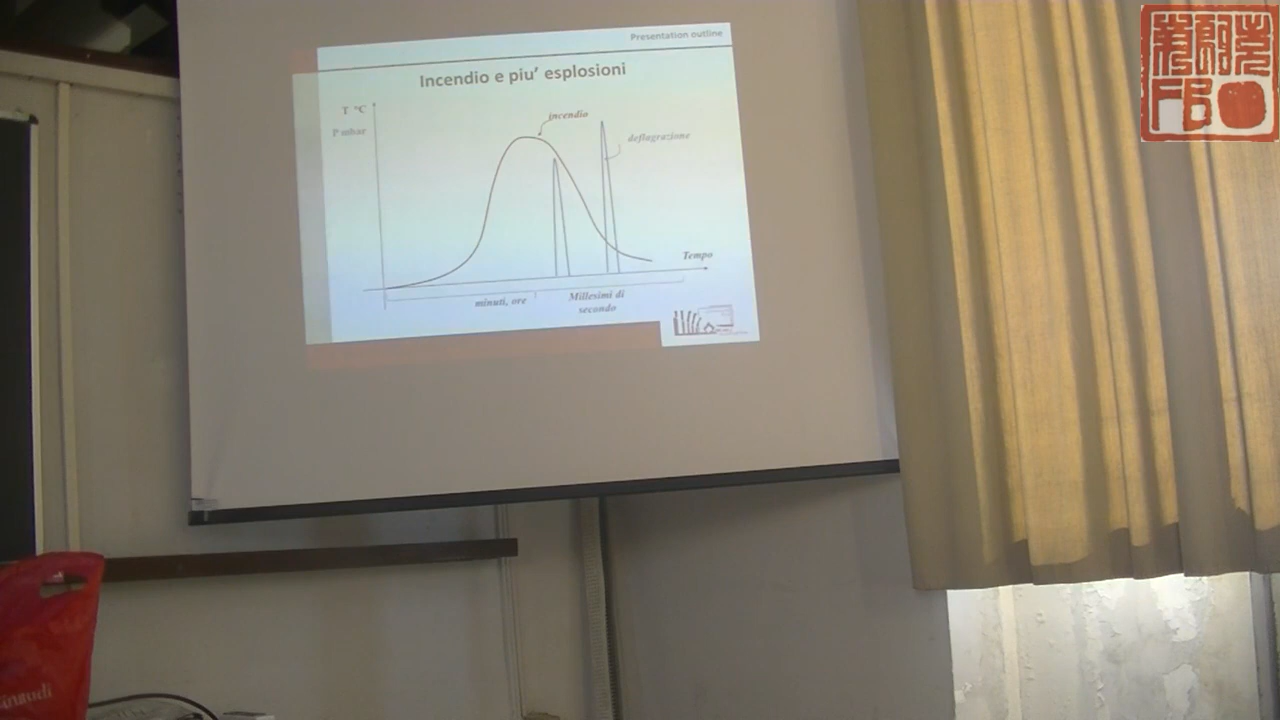 Presentation outline
Incendio e piu' esplosioni
T °C
P mbar
incendio
deflagrazione
Tempo
minuti, ore
Millesimi di
secondo